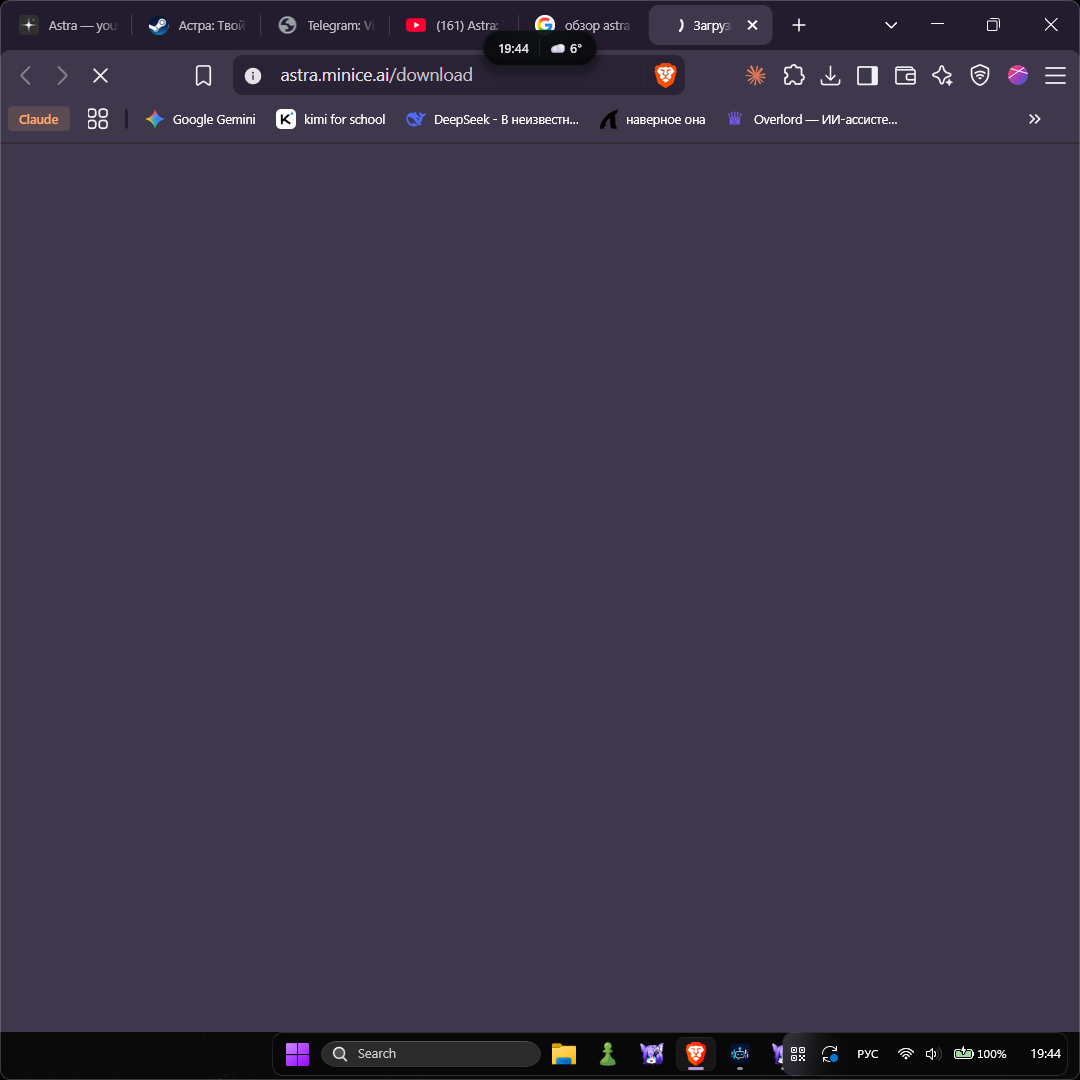 Astra — you
Астра: Твой
Telegram: Vi
(161) Astra:
обзор astra
Загруз
19:44
6°
astra.minice.ai/download
Claude
Google Gemini
K
kimi for school
DeepSeek - В неизвестн...
наверное она
Overlord — ИИ-ассисте...
Search
РУС
100%
19:44